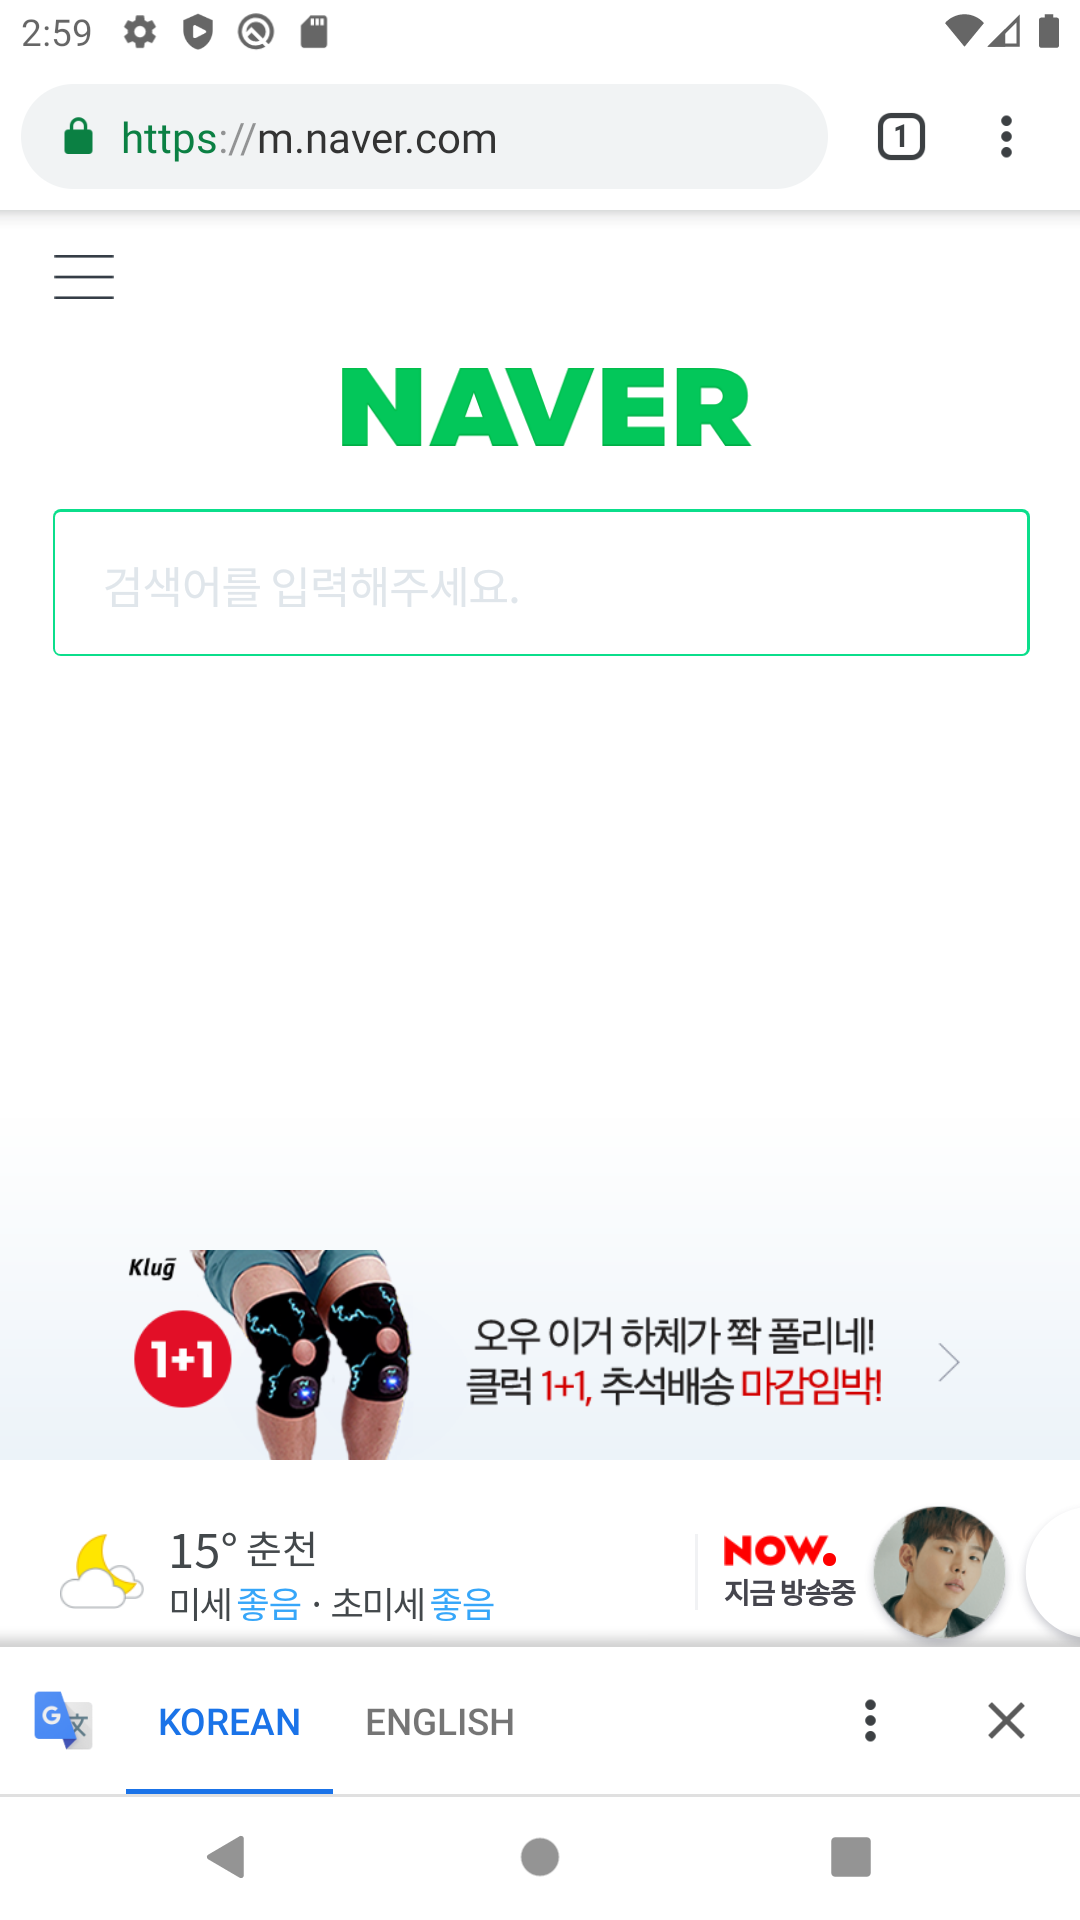 2:59
https://m.naver.com
1
NAVER
검색어를 입력해주세요.
Klug
1+1
오우 이거 하체가 쫙 풀리네!
클럭 1+1, 추석배송 마감임박!
15° 춘천
미세 좋음 · 초미세 좋음
NOW.
지금 방송중
G 文
KOREAN
ENGLISH